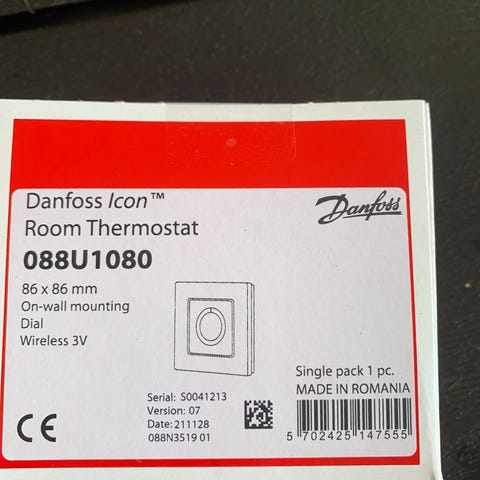 Danfoss Icon™
Room Thermostat
088U1080
86 x 86 mm
On-wall mounting
Dial
Wireless 3V
Danfoss
Serial: S0041213
Version: 07
Date: 211128
088N3519 01
Single pack 1 pc.
MADE IN ROMANIA
CE
5 702425 147555